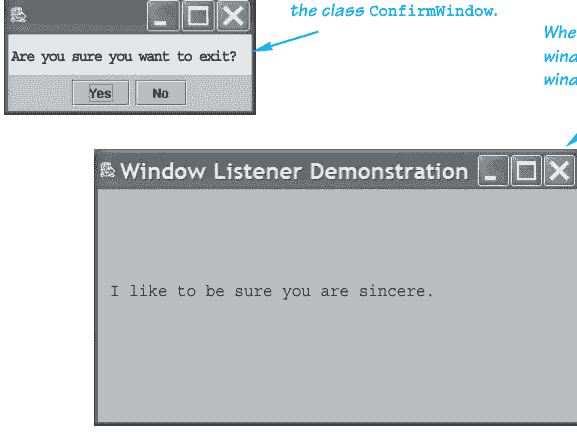 the class ConfirmWindow.
Are you sure you want to exit?
Yes No
Window Listener Demonstration
I like to be sure you are sincere.